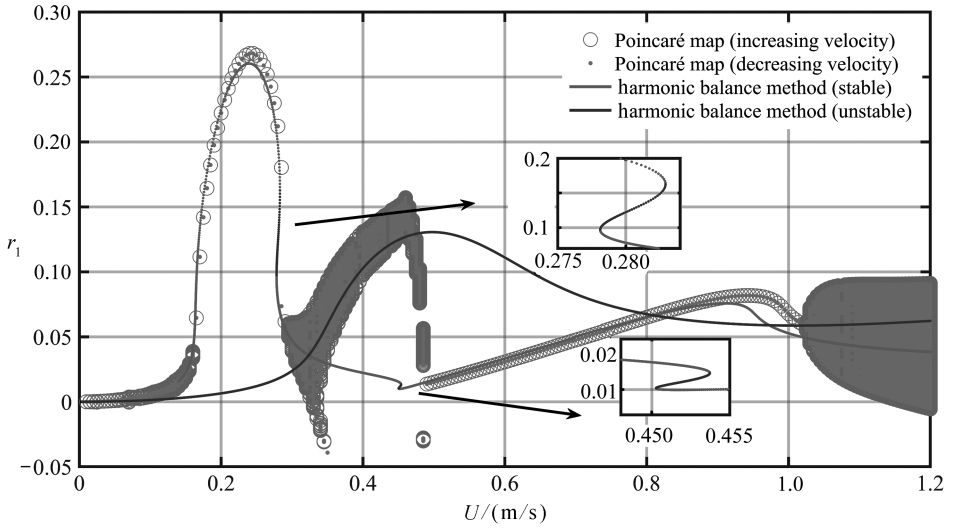 0.30
0.25
0.20
0.15
0.10
0.05
0
−0.05
r₁
Poincaré map (increasing velocity)
Poincaré map (decreasing velocity)
harmonic balance method (stable)
harmonic balance method (unstable)
0.2
0.1
0.275 0.280
0.02
0.01
0.450 0.455
0 0.2 0.4 0.6 0.8 1.0 1.2
U/(m/s)